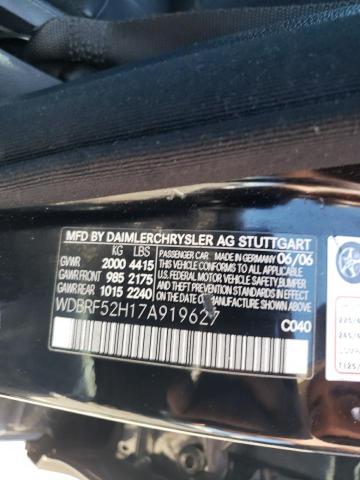 MFD BY DAIMLERCHRYSLER AG STUTTGART
KG LBS
GVWR 2000 4415
GAWR FRONT 985 2175
GAWR REAR 1015 2240
PASSENGER CAR MADE IN GERMANY 06/06
THIS VEHICLE CONFORMS TO ALL APPLICABLE
U.S. FEDERAL MOTOR VEHICLE SAFETY, BUMPER,
AND THEFT PREVENTION STANDARDS IN EFFECT ON
THE DATE OF MANUFACTURE SHOWN ABOVE.
WDBRF52H17A919627
C040